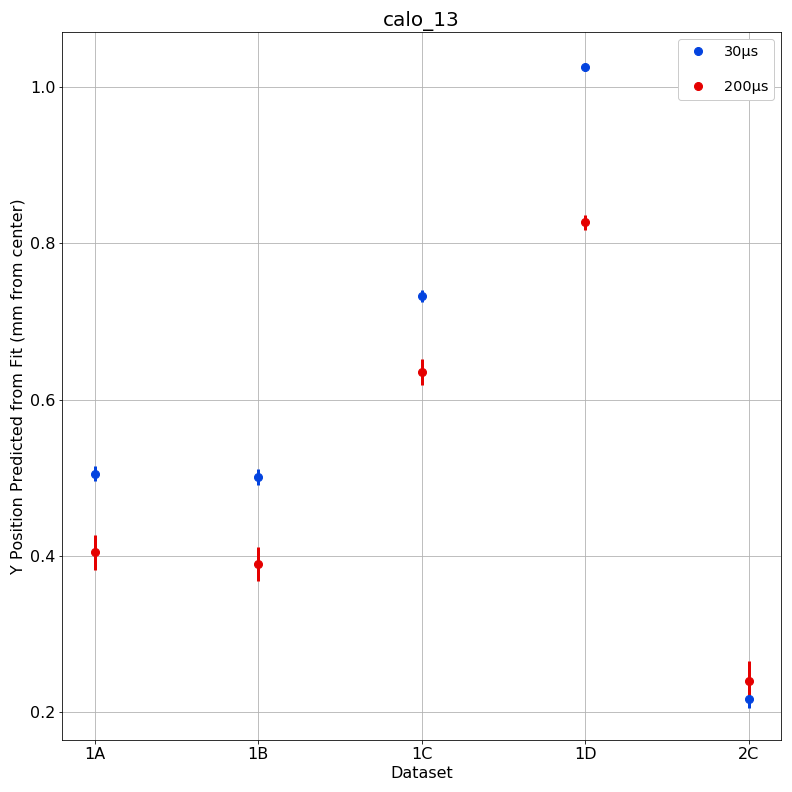 calo_13
30μs
200μs
Y Position Predicted from Fit (mm from center)
1.0
0.8
0.6
0.4
0.2
1A 1B 1C 1D 2C
Dataset